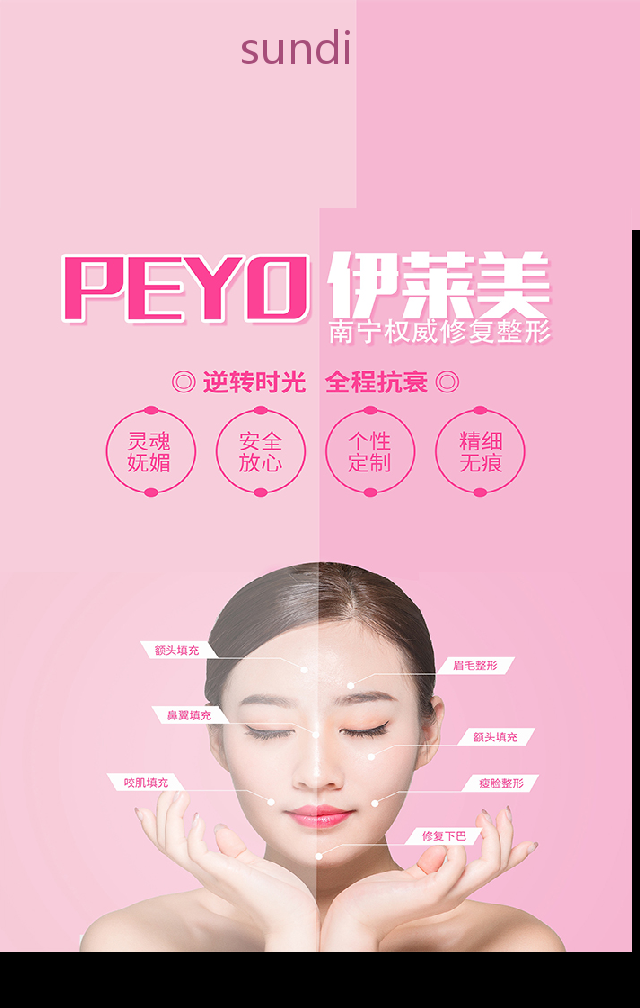 sundi
PEYO 伊莱美
南宁权威修复整形
◎ 逆转时光 全程抗衰 ◎
灵魂
妩媚
安全
放心
个性
定制
精细
无痕
额头填充
眉毛整形
鼻翼填充
额头填充
咬肌填充
瘦脸整形
修复下巴